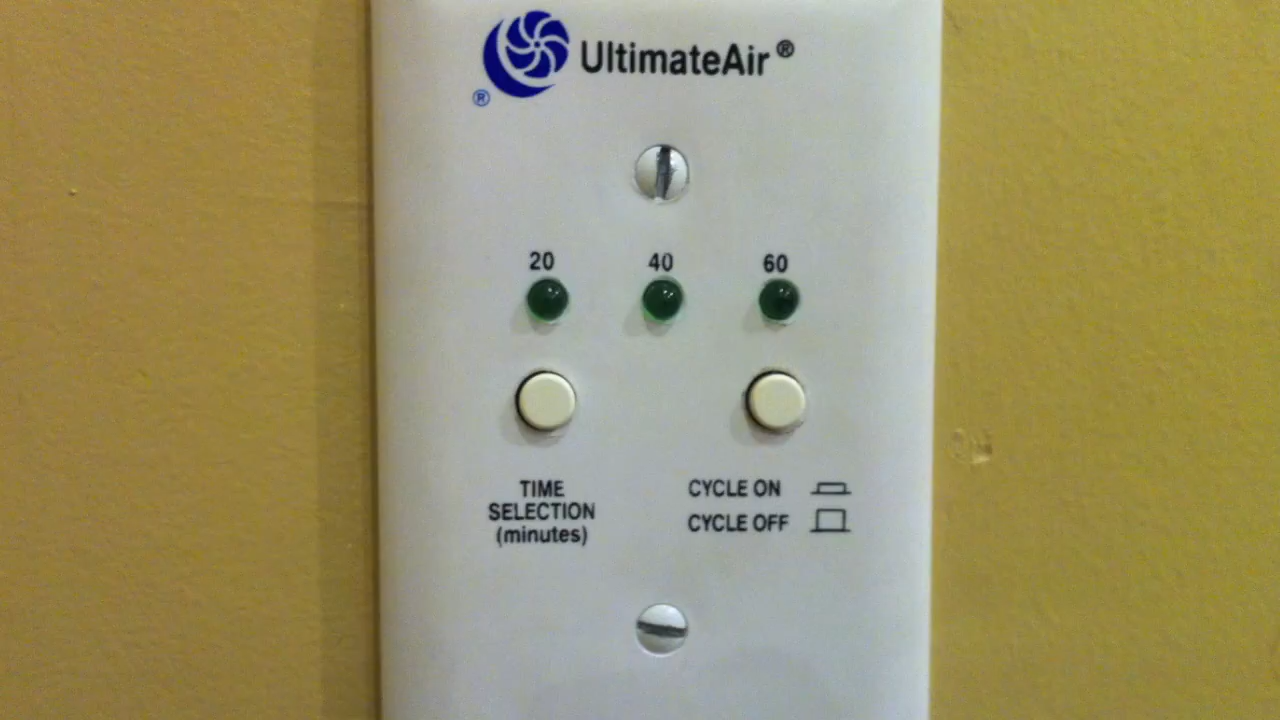 UltimateAir®
®
20 40 60
TIME
SELECTION
(minutes)
CYCLE ON
CYCLE OFF